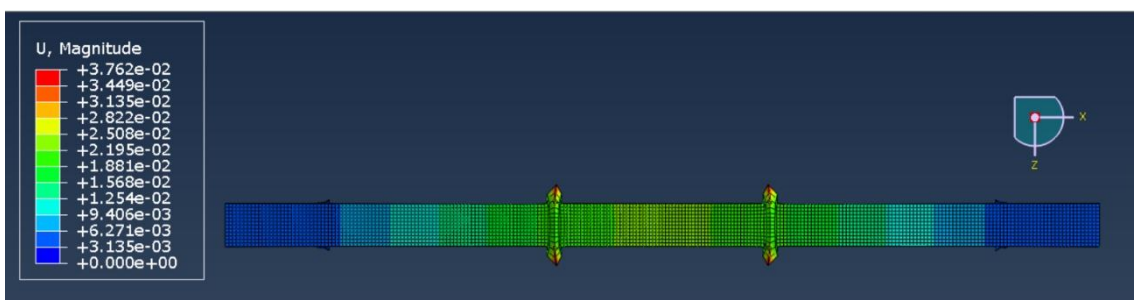 U, Magnitude
+3.762e-02
+3.449e-02
+3.135e-02
+2.822e-02
+2.508e-02
+2.195e-02
+1.881e-02
+1.568e-02
+1.254e-02
+9.406e-03
+6.271e-03
+3.135e-03
+0.000e+00
X
Z